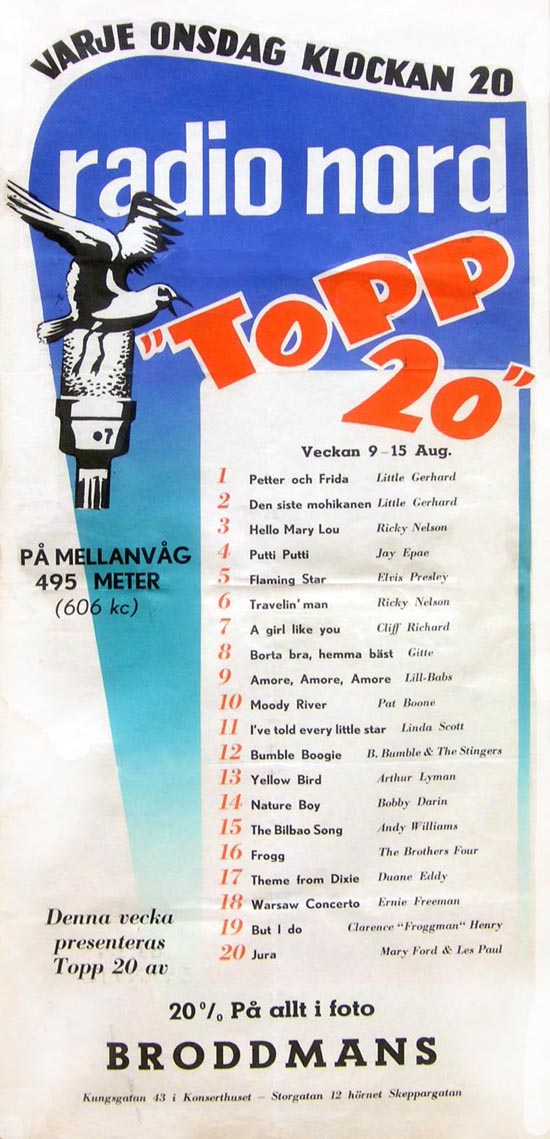 VARJE ONSDAG KLOCKAN 20
radio nord
"TOPP
20"
Veckan 9-15 Aug.
1 Petter och Frida Little Gerhard
2 Den siste mohikanen Little Gerhard
3 Hello Mary Lou Ricky Nelson
4 Putti Putti Jay Epae
5 Flaming Star Elvis Presley
6 Travelin' man Ricky Nelson
7 A girl like you Cliff Richard
8 Borta bra, hemma bäst Gitte
9 Amore, Amore, Amore Lill-Babs
10 Moody River Pat Boone
11 I've told every little star Linda Scott
12 Bumble Boogie B. Bumble & The Stingers
13 Yellow Bird Arthur Lyman
14 Nature Boy Bobby Darin
15 The Bilbao Song Andy Williams
16 Frogg The Brothers Four
17 Theme from Dixie Duane Eddy
18 Warsaw Concerto Ernie Freeman
19 But I do Clarence "Froggman" Henry
20 Jura Mary Ford & Les Paul
•7
PÅ MELLANVÅG
495 METER
(606 kc)
Denna vecka
presenteras
Topp 20 av
20% På allt i foto
BRODDMANS
Kungsgatan 43 i Konserthuset – Storgatan 12 hörnet Skeppargatan